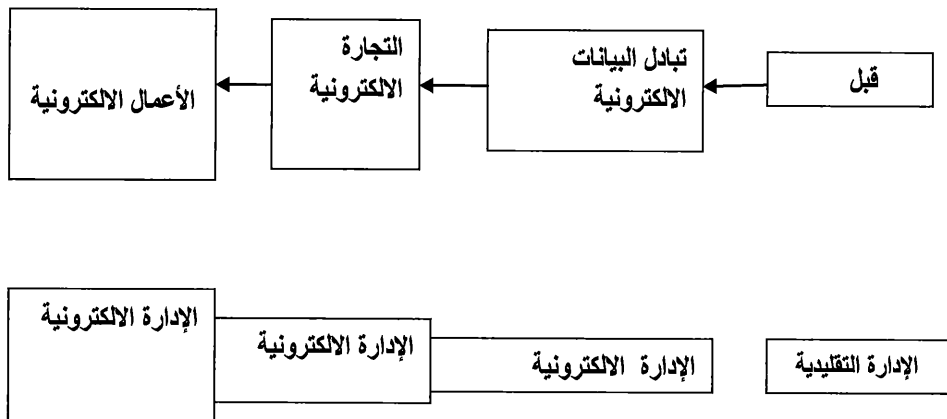 قبل
تبادل البيانات
الالكترونية
التجارة
الالكترونية
الأعمال الالكترونية
الإدارة التقليدية
الإدارة الالكترونية
الإدارة الالكترونية
الإدارة الالكترونية